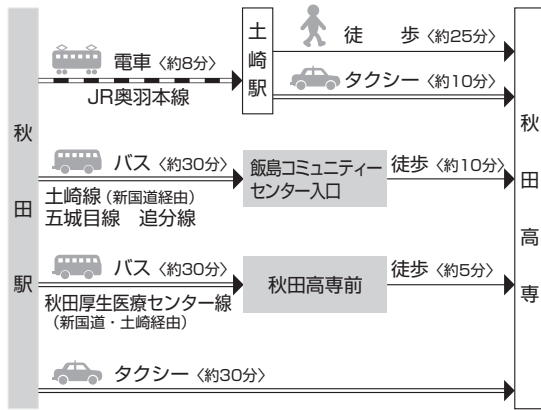 秋田駅
電車〈約8分〉
JR奥羽本線
土崎駅
徒 歩〈約25分〉
タクシー〈約10分〉
バス〈約30分〉
土崎線(新国道経由)
五城目線 追分線
飯島コミュニティー
センター入口
徒歩〈約10分〉
バス〈約30分〉
秋田厚生医療センター線
(新国道・土崎経由)
秋田高専前
徒歩〈約5分〉
タクシー〈約30分〉
秋田高専